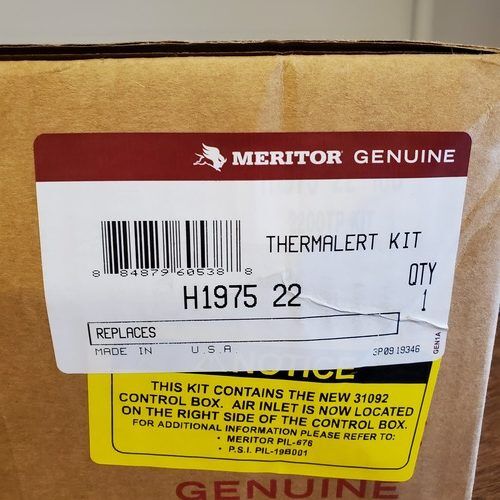 MERITOR GENUINE
THERMALERT KIT
8 84879 60538 8
QTY
H1975 22
1
REPLACES
MADE IN U.S.A.
3P0919346
GEN1A
NOTICE
THIS KIT CONTAINS THE NEW 31092
CONTROL BOX. AIR INLET IS NOW LOCATED
ON THE RIGHT SIDE OF THE CONTROL BOX.
FOR ADDITIONAL INFORMATION PLEASE REFER TO:
• MERITOR PIL-676
• P.S.I. PIL-19B001
GENUINE